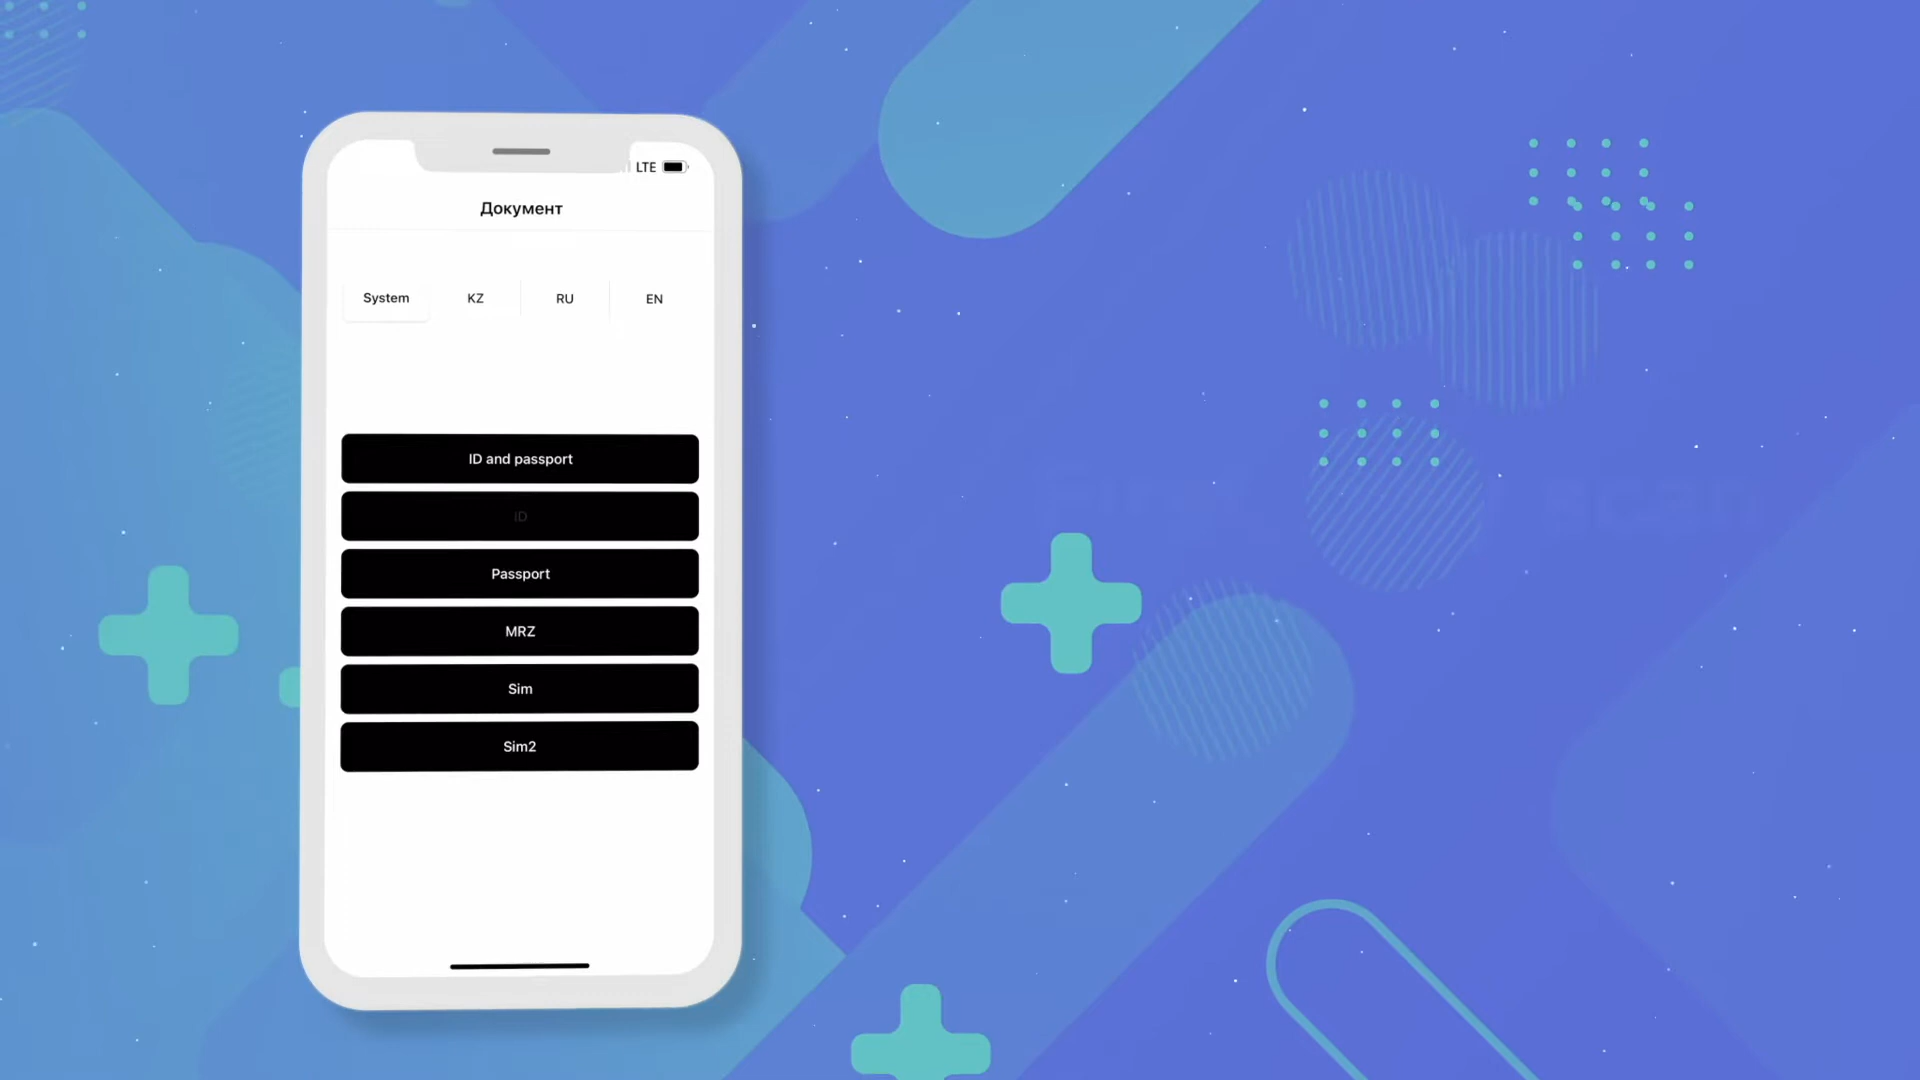 LTE
Документ
System KZ RU EN
ID and passport
ID
Passport
MRZ
Sim
Sim2